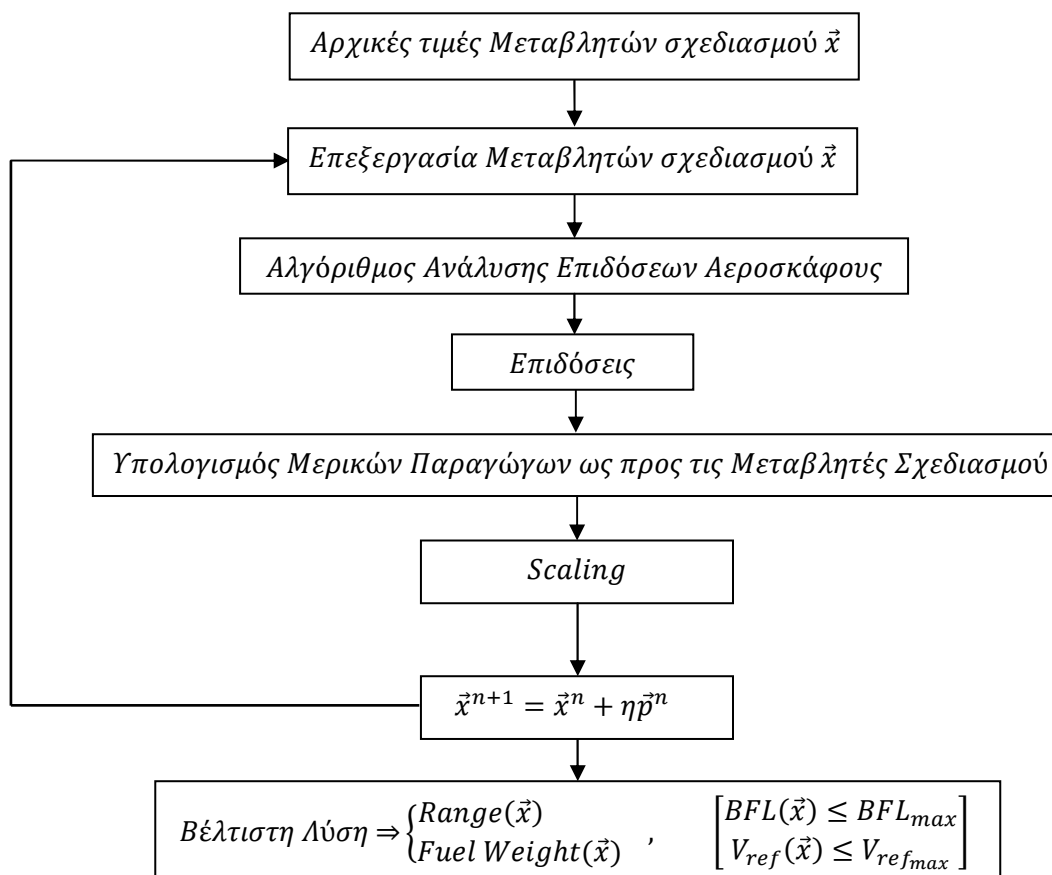 Αρχικές τιμές Μεταβλητών σχεδιασμού x⃗
Επεξεργασία Μεταβλητών σχεδιασμού x⃗
Αλγόριθμος Ανάλυσης Επιδόσεων Αεροσκάφους
Επιδόσεις
Υπολογισμός Μερικών Παραγώγων ως προς τις Μεταβλητές Σχεδιασμού
Scaling
x⃗ⁿ⁺¹ = x⃗ⁿ + ηp⃗ⁿ
Βέλτιστη Λύση ⇒ {Range(x⃗) , [BFL(x⃗) ≤ BFL_max]
{Fuel Weight(x⃗) [V_ref(x⃗) ≤ V_ref_max]